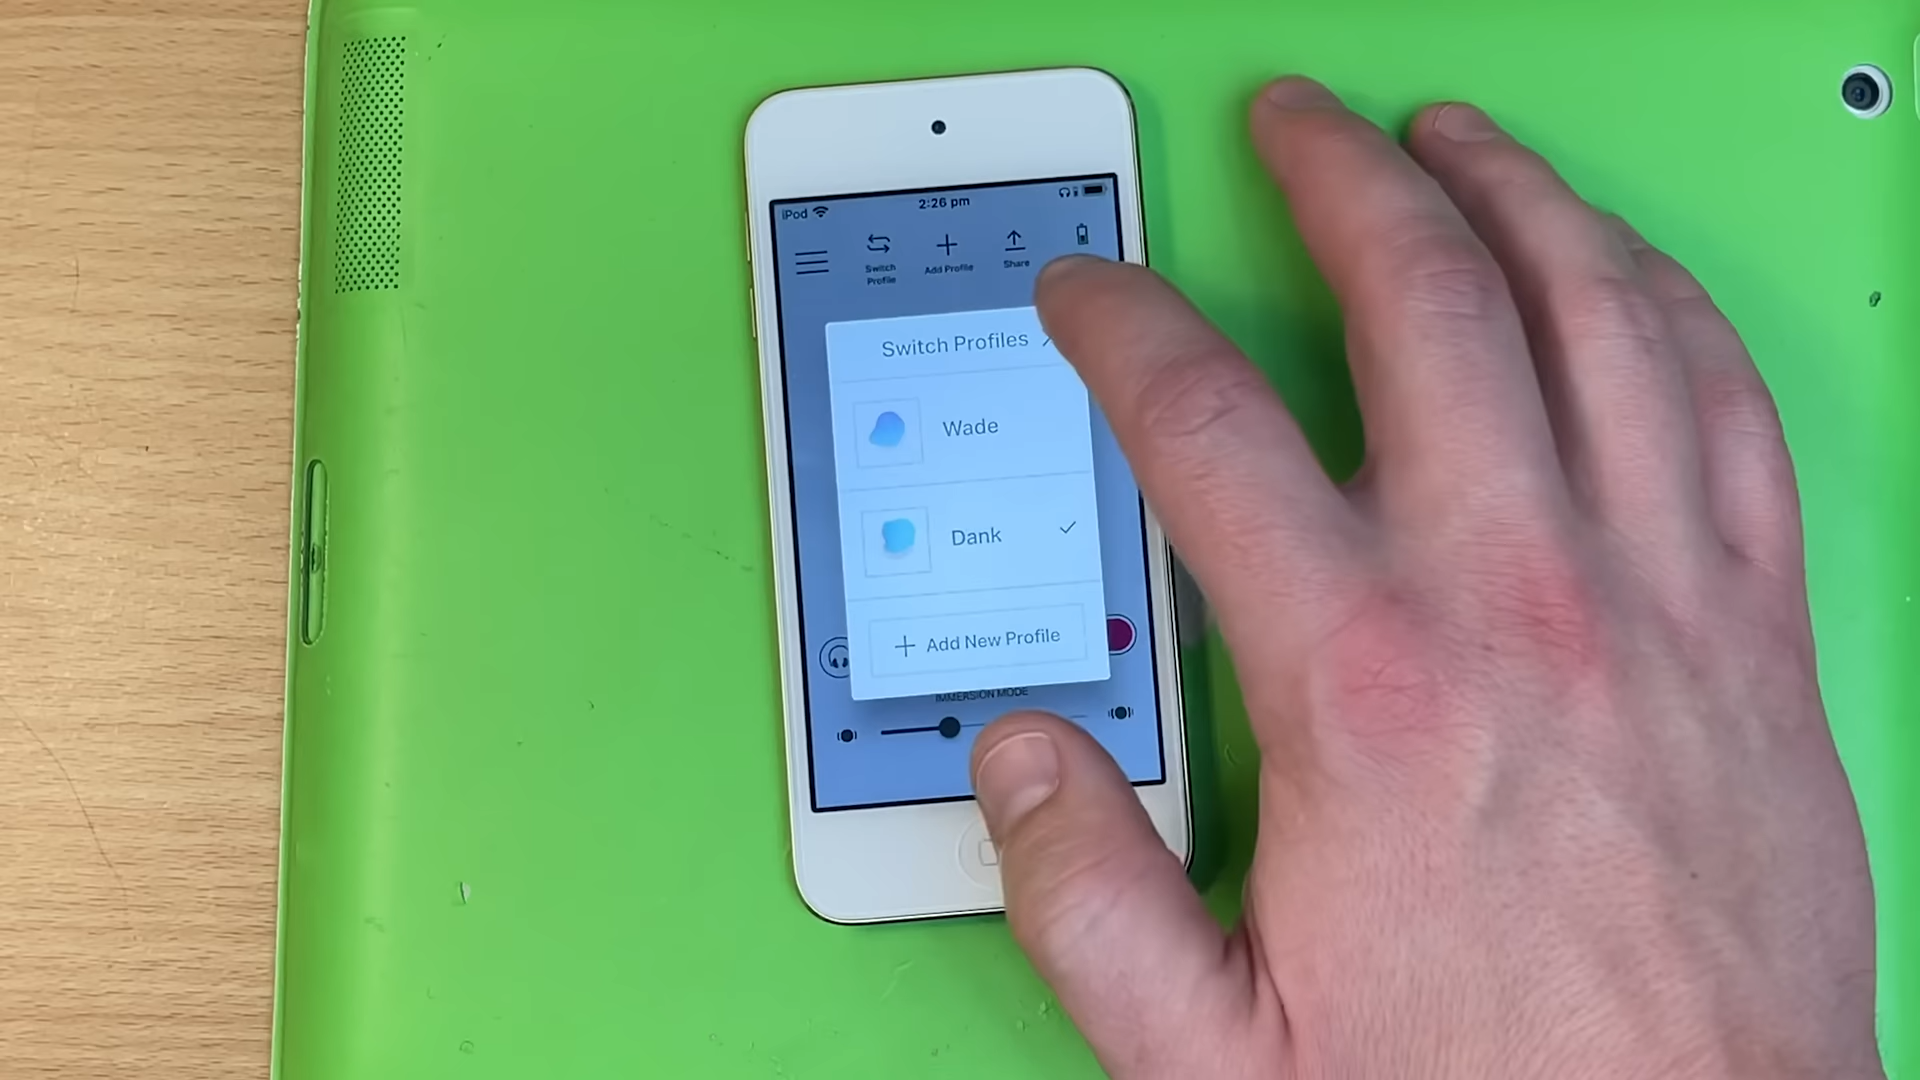 iPod
2:26 pm
Switch
Profile
Add Profile
Share
Switch Profiles
Wade
Dank
+ Add New Profile
IMMERSION MODE